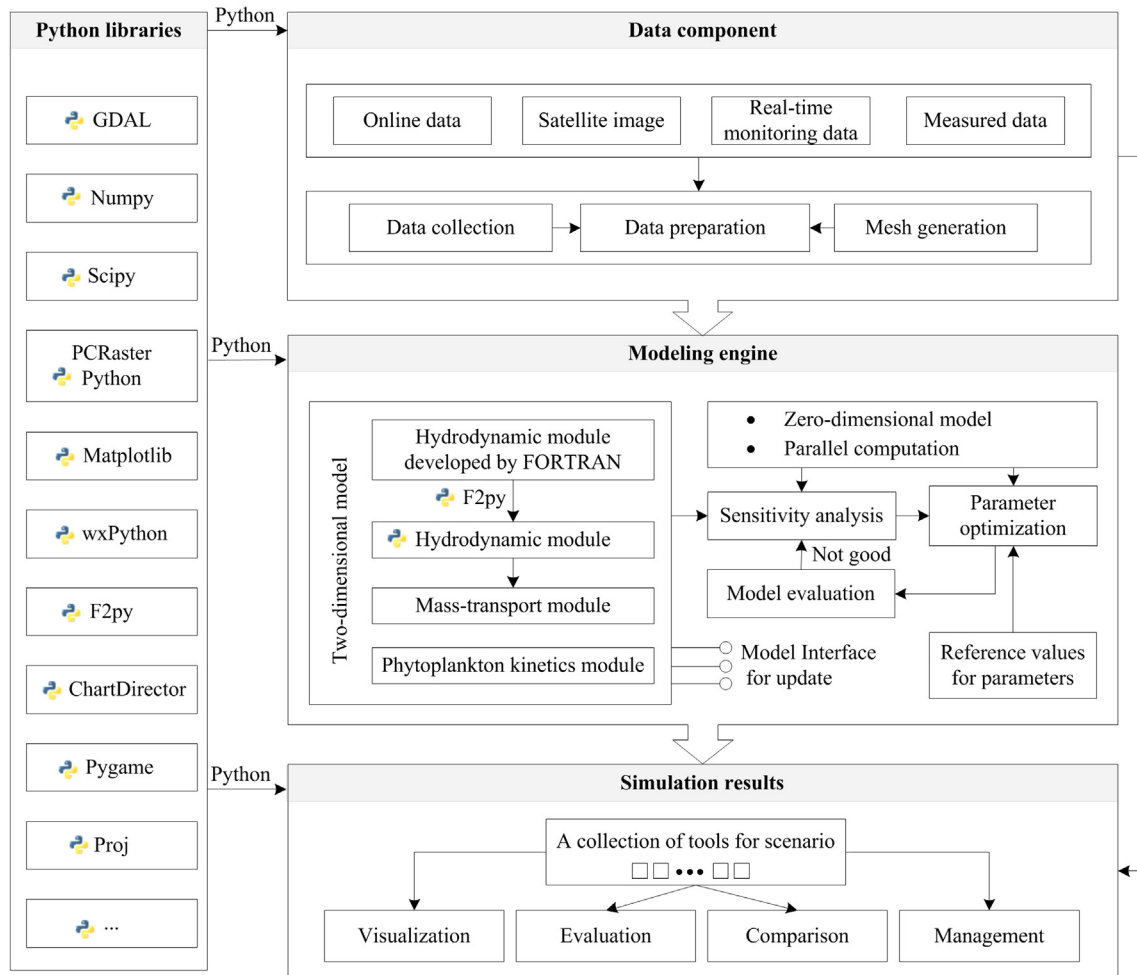 Python libraries
GDAL
Numpy
Scipy
PCRaster
Python
Matplotlib
wxPython
F2py
ChartDirector
Pygame
Proj
...
Python
Python
Python
Data component
Online data
Satellite image
Real-time
monitoring data
Measured data
Data collection
Data preparation
Mesh generation
Modeling engine
Two-dimensional model
Hydrodynamic module
developed by FORTRAN
F2py
Hydrodynamic module
Mass-transport module
Phytoplankton kinetics module
• Zero-dimensional model
• Parallel computation
Sensitivity analysis
Parameter
optimization
Not good
Model evaluation
Model Interface
for update
Reference values
for parameters
Simulation results
A collection of tools for scenario
□ □ ••• □ □
Visualization
Evaluation
Comparison
Management